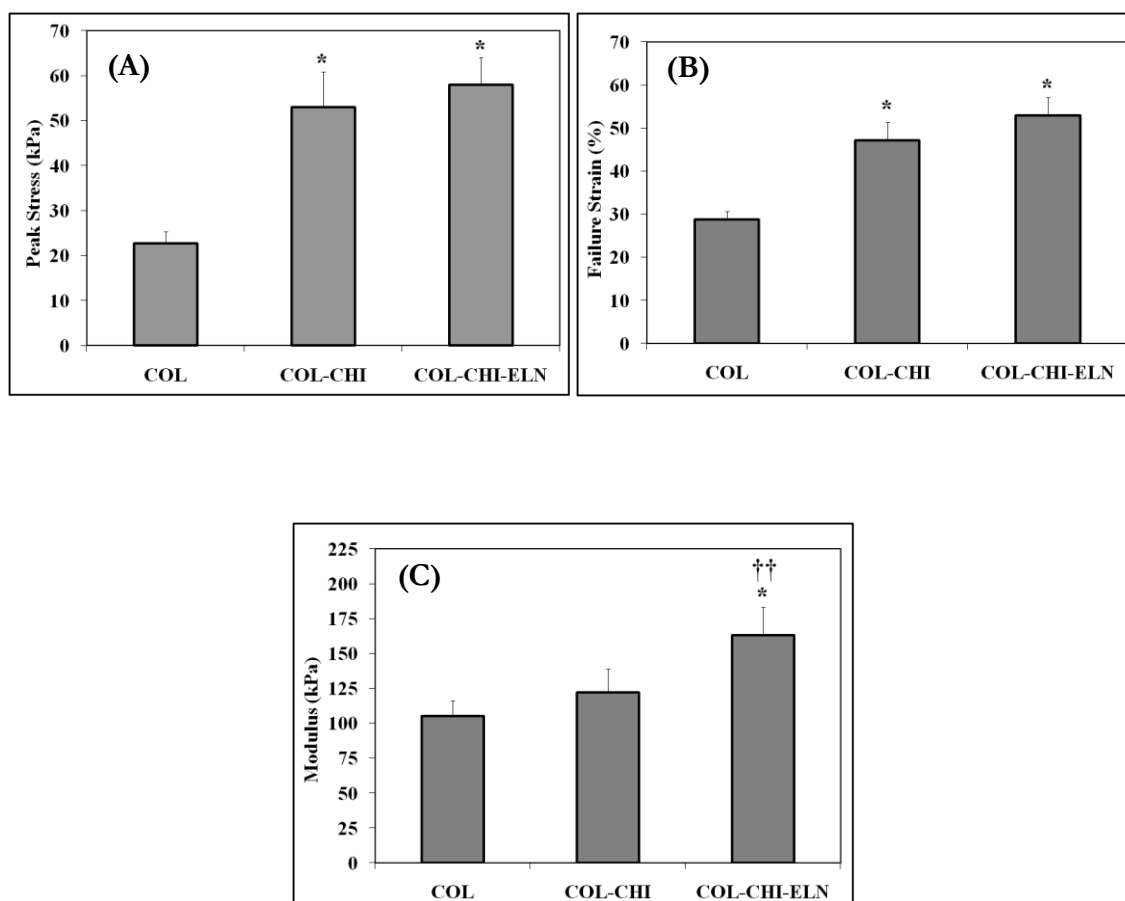 (A)
Peak Stress (kPa)
70
60
50
40
30
20
10
0
*
*
COL
COL-CHI
COL-CHI-ELN
(B)
Failure Strain (%)
70
60
50
40
30
20
10
0
*
*
COL
COL-CHI
COL-CHI-ELN
(C)
Modulus (kPa)
225
200
175
150
125
100
75
50
25
0
††
*
COL
COL-CHI
COL-CHI-ELN